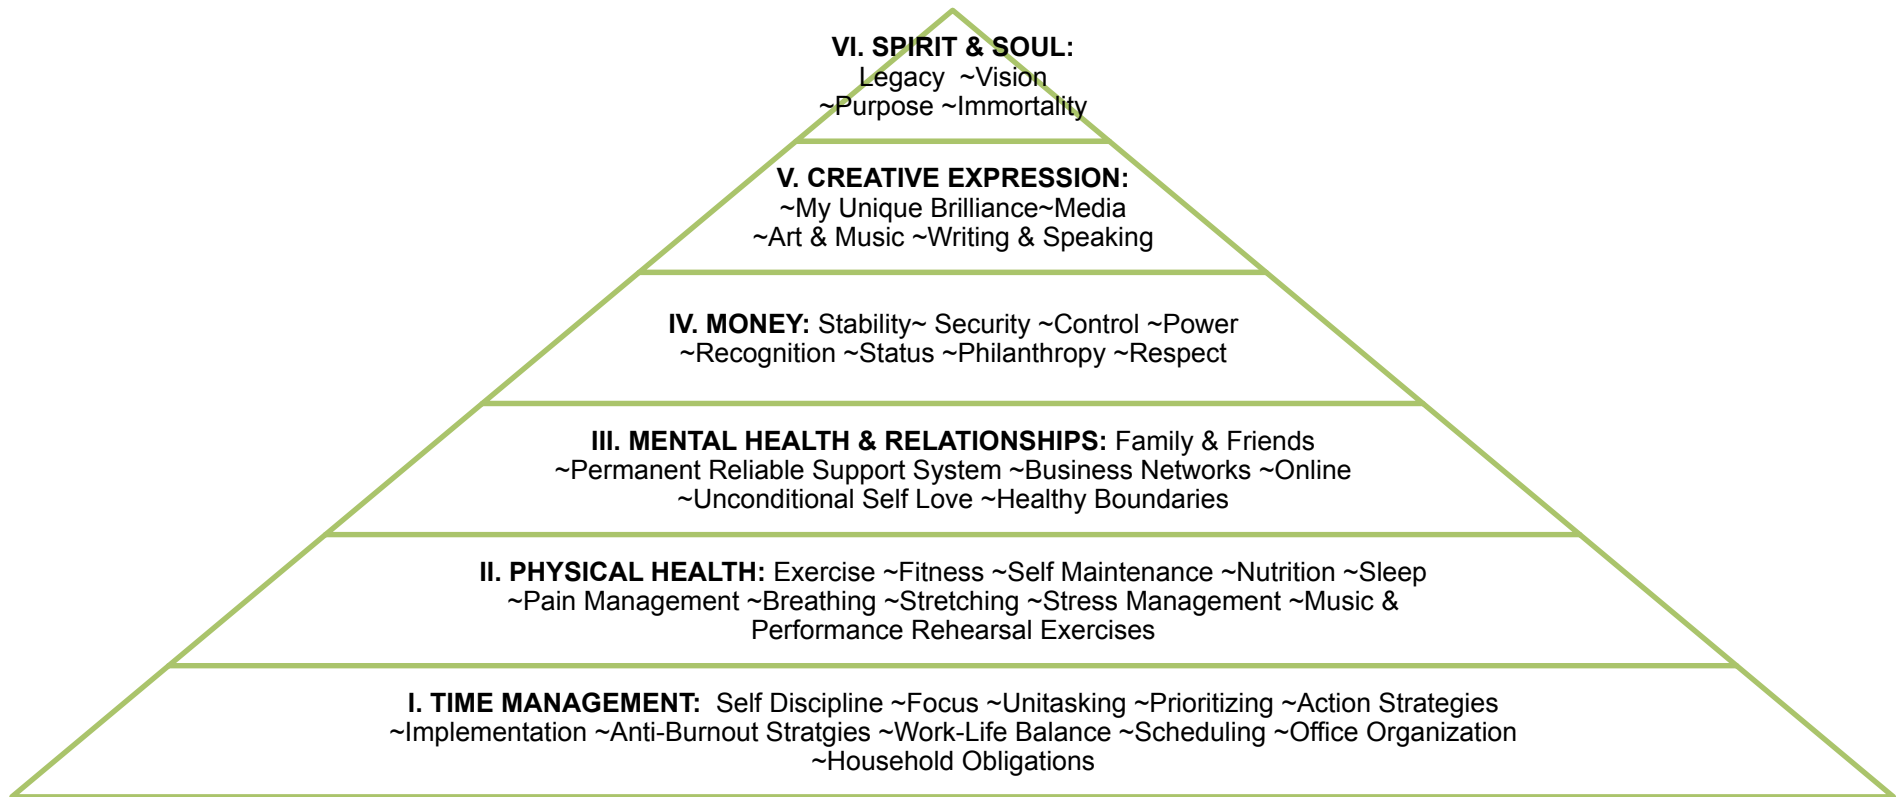 VI. SPIRIT & SOUL:
Legacy ~Vision
~Purpose ~Immortality
V. CREATIVE EXPRESSION:
~My Unique Brilliance~Media
~Art & Music ~Writing & Speaking
IV. MONEY: Stability~ Security ~Control ~Power
~Recognition ~Status ~Philanthropy ~Respect
III. MENTAL HEALTH & RELATIONSHIPS: Family & Friends
~Permanent Reliable Support System ~Business Networks ~Online
~Unconditional Self Love ~Healthy Boundaries
II. PHYSICAL HEALTH: Exercise ~Fitness ~Self Maintenance ~Nutrition ~Sleep
~Pain Management ~Breathing ~Stretching ~Stress Management ~Music &
Performance Rehearsal Exercises
I. TIME MANAGEMENT: Self Discipline ~Focus ~Unitasking ~Prioritizing ~Action Strategies
~Implementation ~Anti-Burnout Stratgies ~Work-Life Balance ~Scheduling ~Office Organization
~Household Obligations